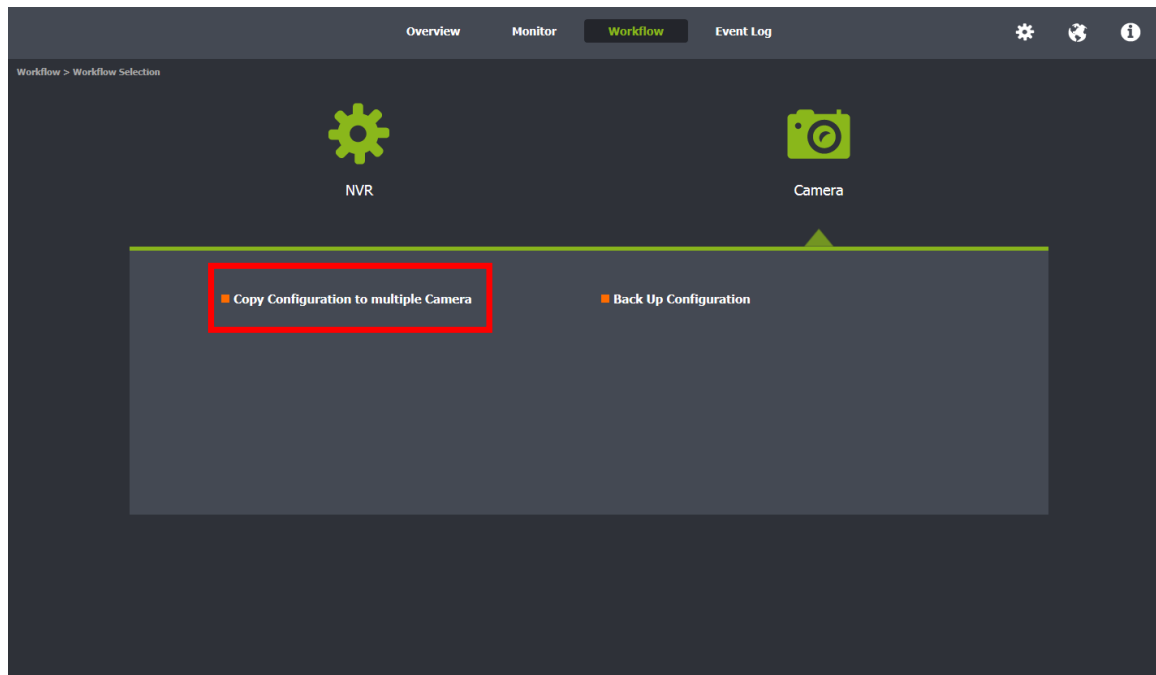 Overview Monitor Workflow Event Log
Workflow > Workflow Selection
NVR Camera
Copy Configuration to multiple Camera Back Up Configuration